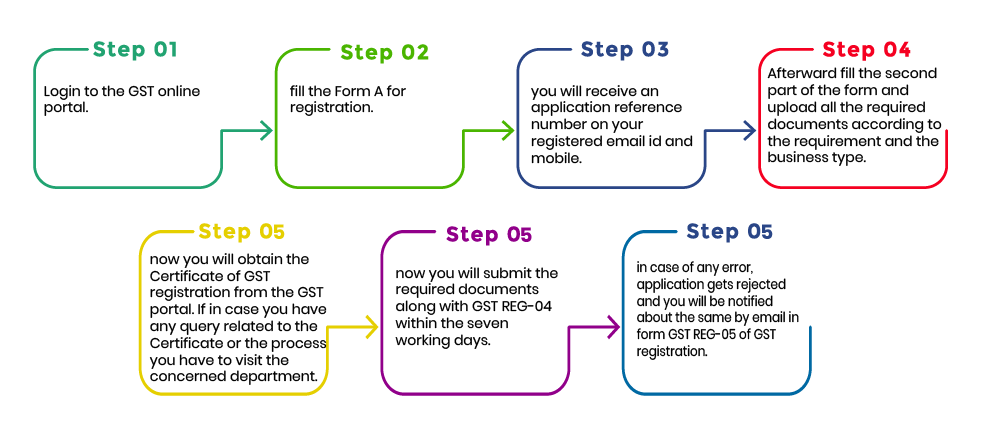 Step 01
Login to the GST online
portal.
Step 02
fill the Form A for
registration.
Step 03
you will receive an
application reference
number on your
registered email id and
mobile.
Step 04
Afterward fill the second
part of the form and
upload all the required
documents according to
the requirement and the
business type.
Step 05
now you will obtain the
Certificate of GST
registration from the GST
portal. If in case you have
any query related to the
Certificate or the process
you have to visit the
concerned department.
Step 05
now you will submit the
required documents
along with GST REG-04
within the seven
working days.
Step 05
in case of any error,
application gets rejected
and you will be notified
about the same by email in
form GST REG-05 of GST
registration.